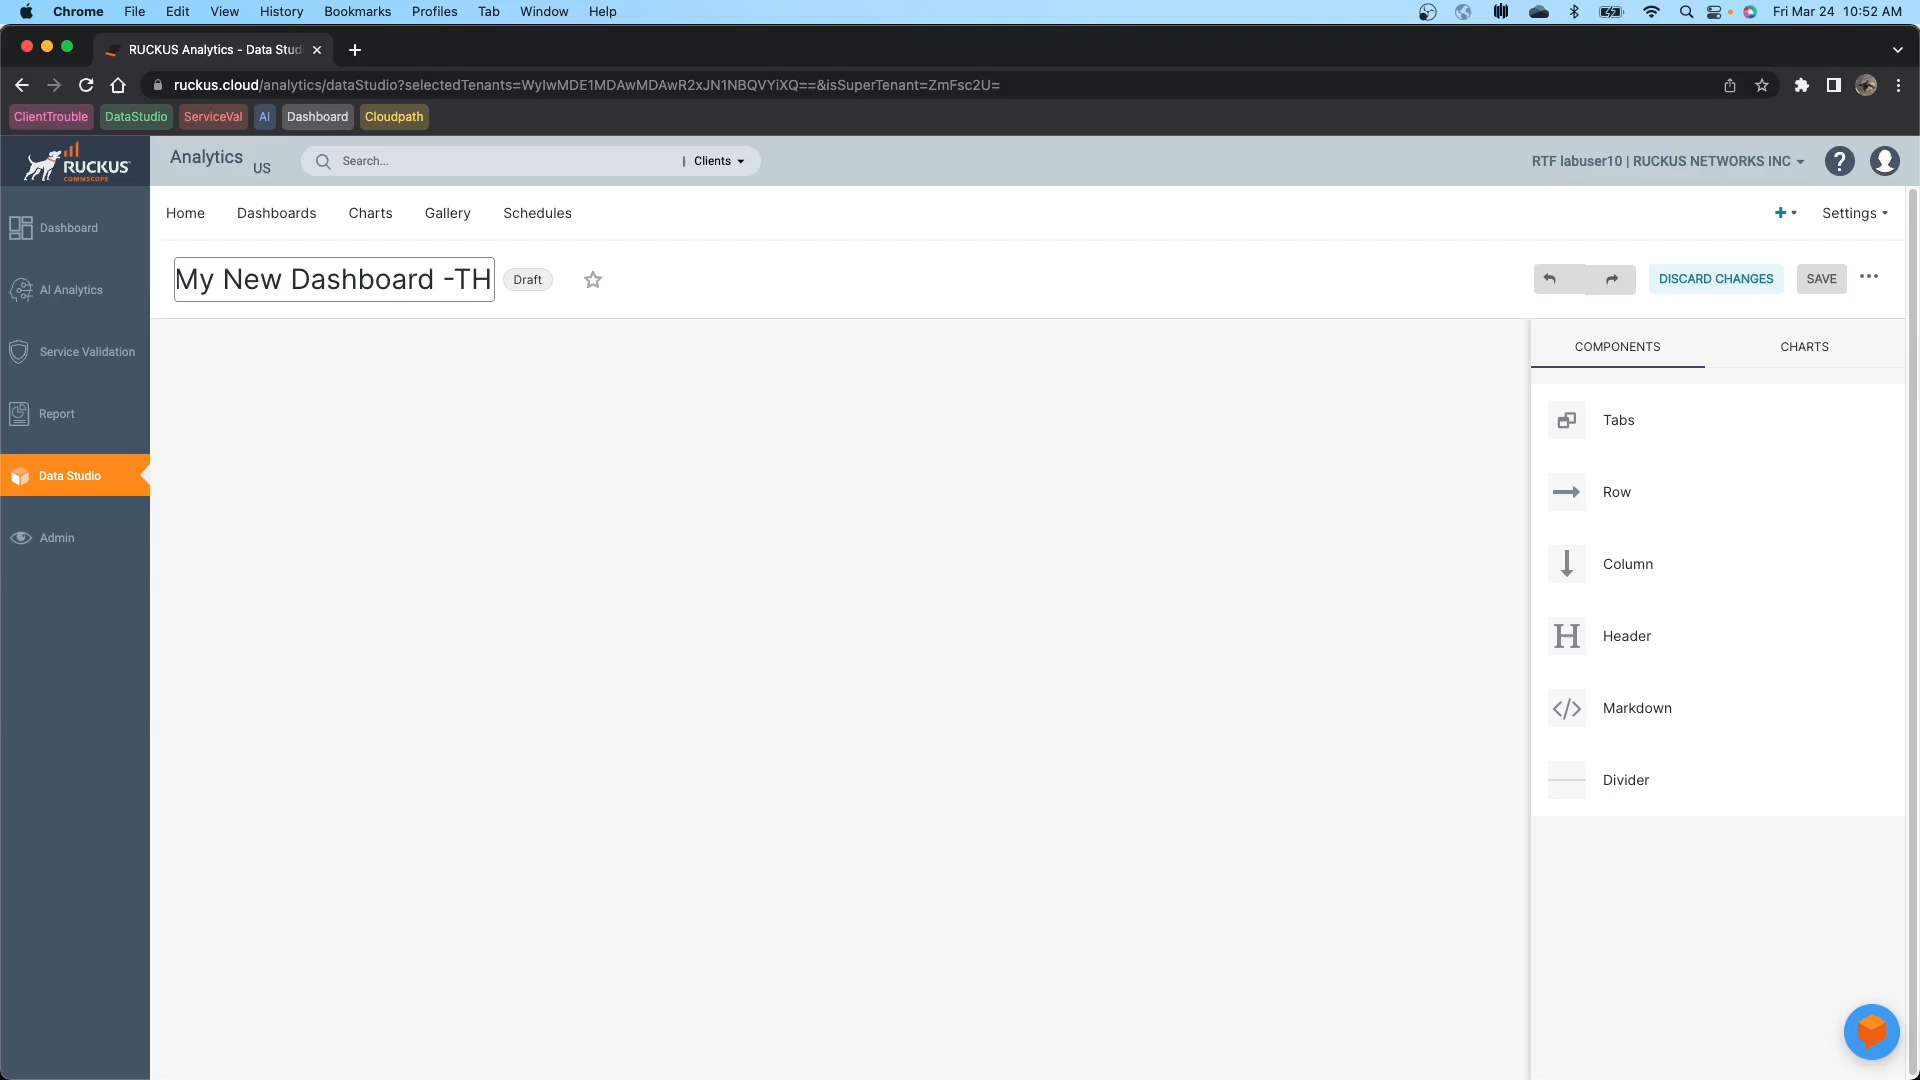 Chrome File Edit View History Bookmarks Profiles Tab Window Help Fri Mar 24 10:52 AM
RUCKUS Analytics - Data Stud
ruckus.cloud/analytics/dataStudio?selectedTenants=WyIwMDE1MDAwMDAwR2xJN1NBQVYiXQ==&isSuperTenant=ZmFsc2U=
ClientTrouble DataStudio ServiceVal AI Dashboard Cloudpath
RUCKUS
COMMSCOPE
Analytics US Search... | Clients RTF labuser10 | RUCKUS NETWORKS INC ?
Home Dashboards Charts Gallery Schedules + Settings
My New Dashboard -TH Draft DISCARD CHANGES SAVE
Dashboard
AI Analytics
Service Validation
Report
Data Studio
Admin
COMPONENTS CHARTS
Tabs
Row
Column
H Header
</> Markdown
Divider